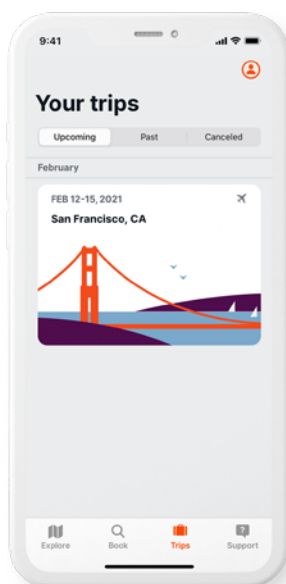 9:41
Your trips
Upcoming Past Canceled
February
FEB 12-15, 2021
San Francisco, CA
Explore Book Trips Support